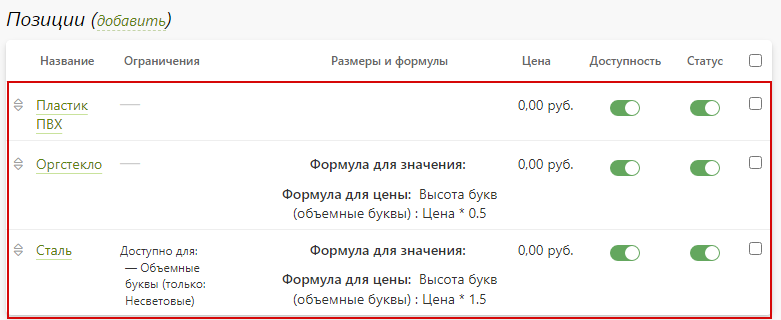 Позиции (добавить)
Название Ограничения Размеры и формулы Цена Доступность Статус
Пластик ПВХ — 0,00 руб.
Оргстекло — Формула для значения: 0,00 руб.
Формула для цены: Высота букв
(объемные буквы) : Цена * 0.5
Сталь Доступно для: Формула для значения: 0,00 руб.
— Объемные
буквы (только:
Несветовые)
Формула для цены: Высота букв
(объемные буквы) : Цена * 1.5